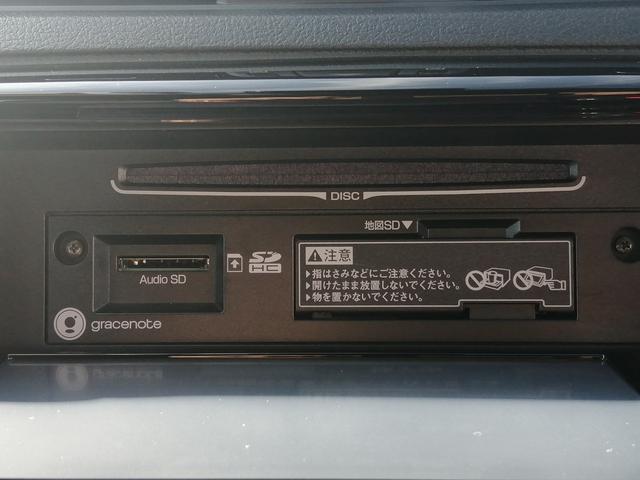 DISC
地図SD▼
Audio SD
SD
HC
⚠注意
▶指はさみなどにご注意ください。
▶開けたまま放置しないでください。
▶物を置かないでください。
gracenote